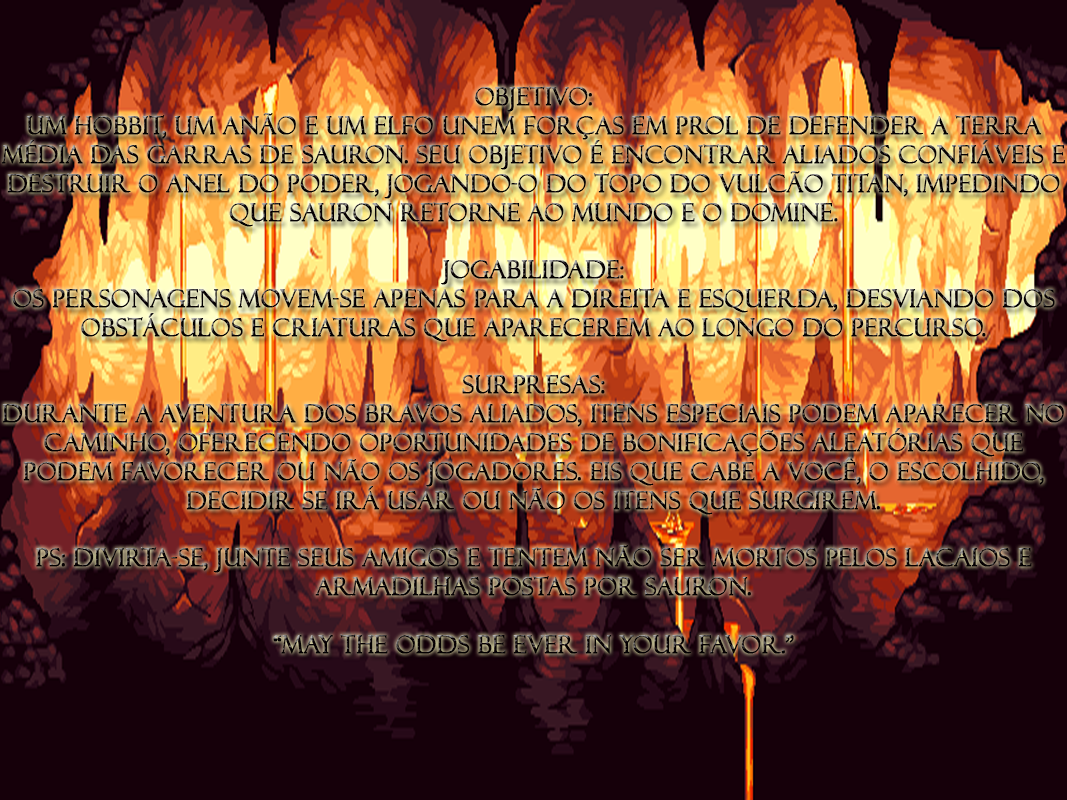 OBJETIVO:
UM HOBBIT, UM ANÃO E UM ELFO UNEM FORÇAS EM PROL DE DEFENDER A TERRA
MÉDIA DAS GARRAS DE SAURON. SEU OBJETIVO É ENCONTRAR ALIADOS CONFIÁVEIS E
DESTRUIR O ANEL DO PODER, JOGANDO-O DO TOPO DO VULCÃO TITAN, IMPEDINDO
QUE SAURON RETORNE AO MUNDO E O DOMINE.
JOGABILIDADE:
OS PERSONAGENS MOVEM-SE APENAS PARA A DIREITA E ESQUERDA, DESVIANDO DOS
OBSTÁCULOS E CRIATURAS QUE APARECEREM AO LONGO DO PERCURSO.
SURPRESAS:
DURANTE A AVENTURA DOS BRAVOS ALIADOS, ITENS ESPECIAIS PODEM APARECER NO
CAMINHO, OFERECENDO OPORTUNIDADES DE BONIFICAÇÕES ALEATÓRIAS QUE
PODEM FAVORECER OU NÃO OS JOGADORES. EIS QUE CABE A VOCÊ, O ESCOLHIDO,
DECIDIR SE IRÁ USAR OU NÃO OS ITENS QUE SURGIREM.
PS: DIVIRTA-SE, JUNTE SEUS AMIGOS E TENTEM NÃO SER MORTOS PELOS LACAIOS E
ARMADILHAS POSTAS POR SAURON.
"MAY THE ODDS BE EVER IN YOUR FAVOR."